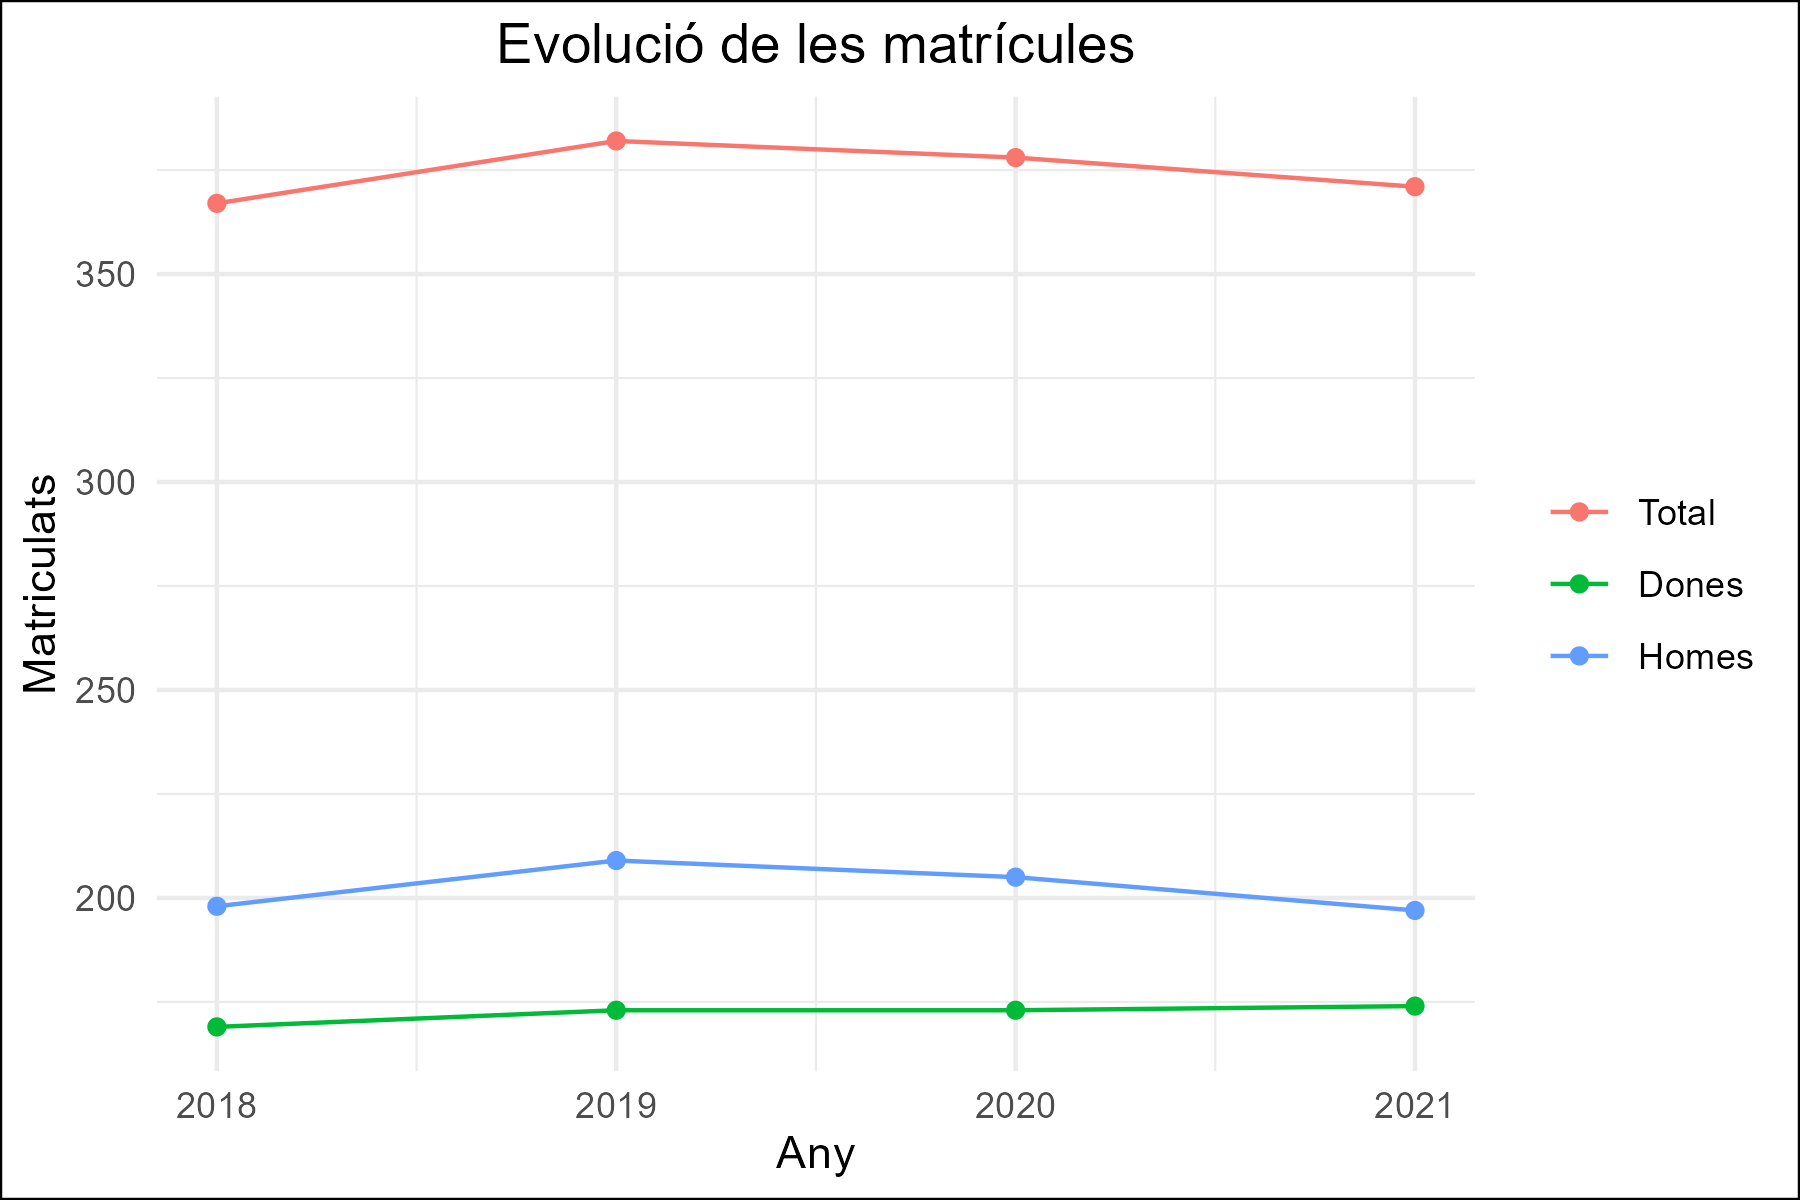 Evolució de les matrícules
Matriculats
350
300
250
200
2018
2019
2020
2021
Any
Total
Dones
Homes